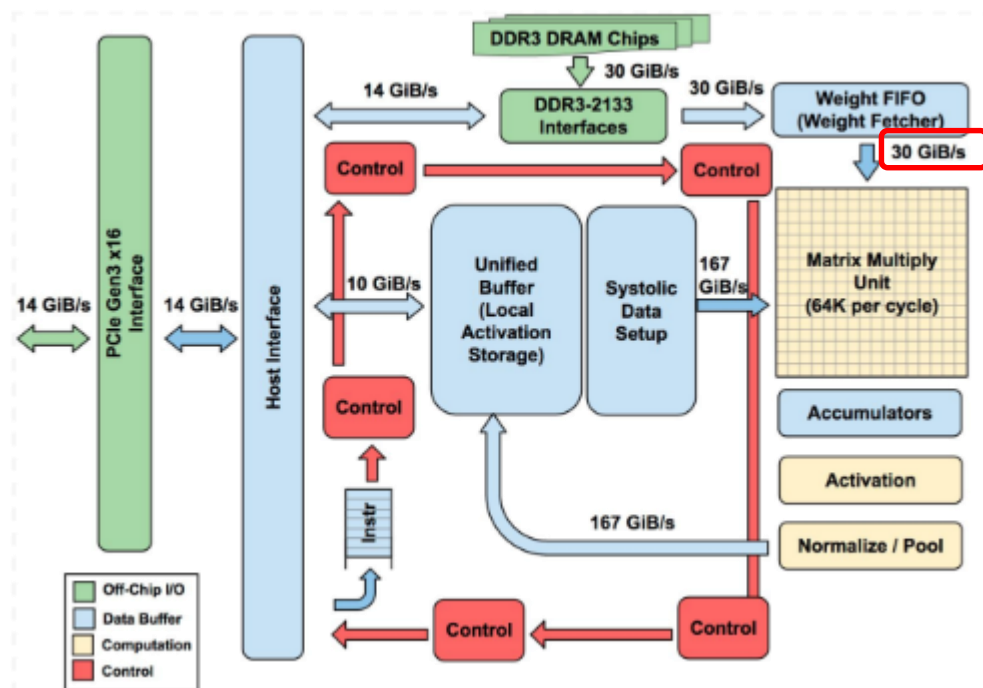 DDR3 DRAM Chips
30 GiB/s
14 GiB/s
DDR3-2133
Interfaces
30 GiB/s
Weight FIFO
(Weight Fetcher)
30 GiB/s
Control
Control
PCIe Gen3 x16
Interface
14 GiB/s
14 GiB/s
Host Interface
10 GiB/s
Unified
Buffer
(Local
Activation
Storage)
Systolic
Data
Setup
167
GiB/s
Matrix Multiply
Unit
(64K per cycle)
Control
Accumulators
Activation
Instr
167 GiB/s
Normalize / Pool
Off-Chip I/O
Data Buffer
Computation
Control
Control
Control